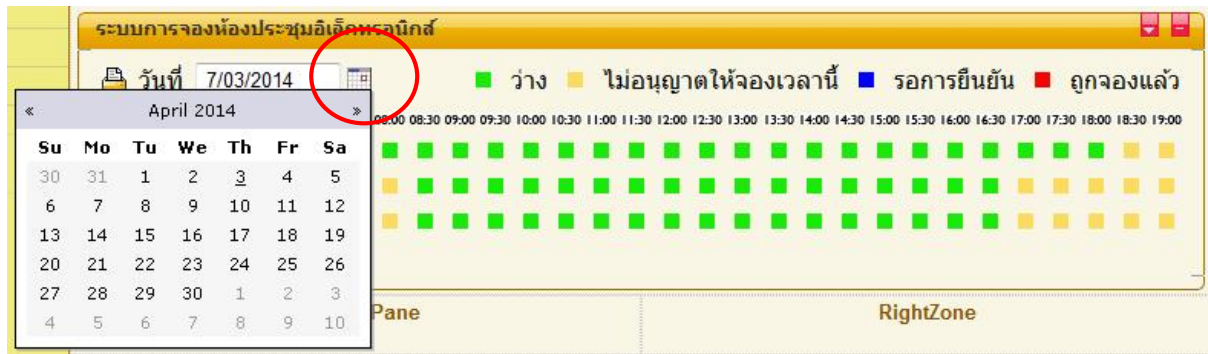 ระบบการจองห้องประชุมอิเล็กทรอนิกส์
วันที่ 7/03/2014 ว่าง ไม่อนุญาตให้จองเวลานี้ รอการยืนยัน ถูกจองแล้ว
« April 2014 »
08:00 08:30 09:00 09:30 10:00 10:30 11:00 11:30 12:00 12:30 13:00 13:30 14:00 14:30 15:00 15:30 16:00 16:30 17:00 17:30 18:00 18:30 19:00
Su Mo Tu We Th Fr Sa
30 31 1 2 3 4 5
6 7 8 9 10 11 12
13 14 15 16 17 18 19
20 21 22 23 24 25 26
27 28 29 30 1 2 3
4 5 6 7 8 9 10
Pane RightZone